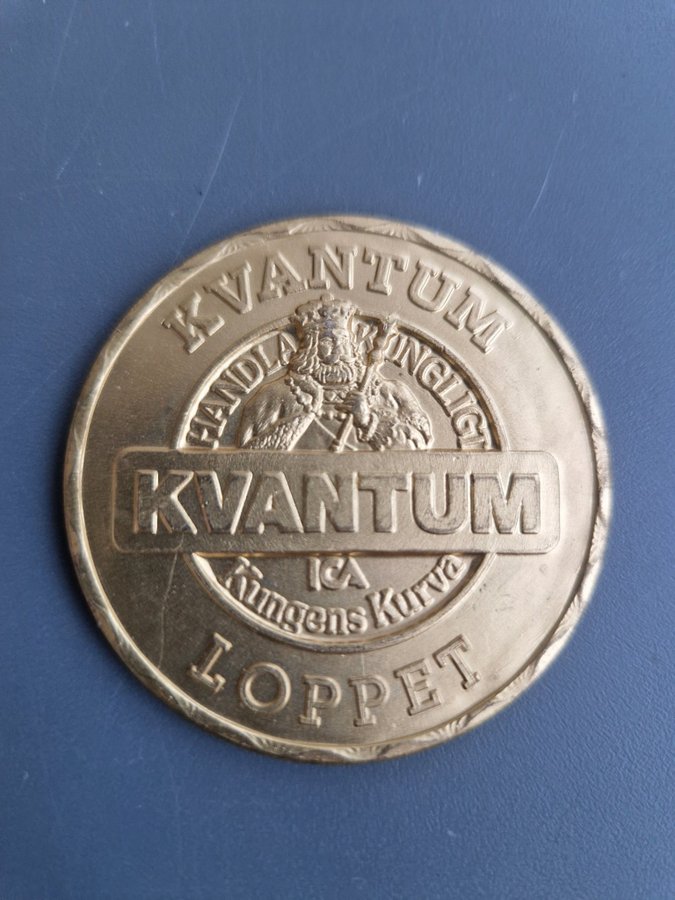 KVANTUM
HANDLA KUNGLIGT
KVANTUM
ICA
Kungens Kurva
LOPPET